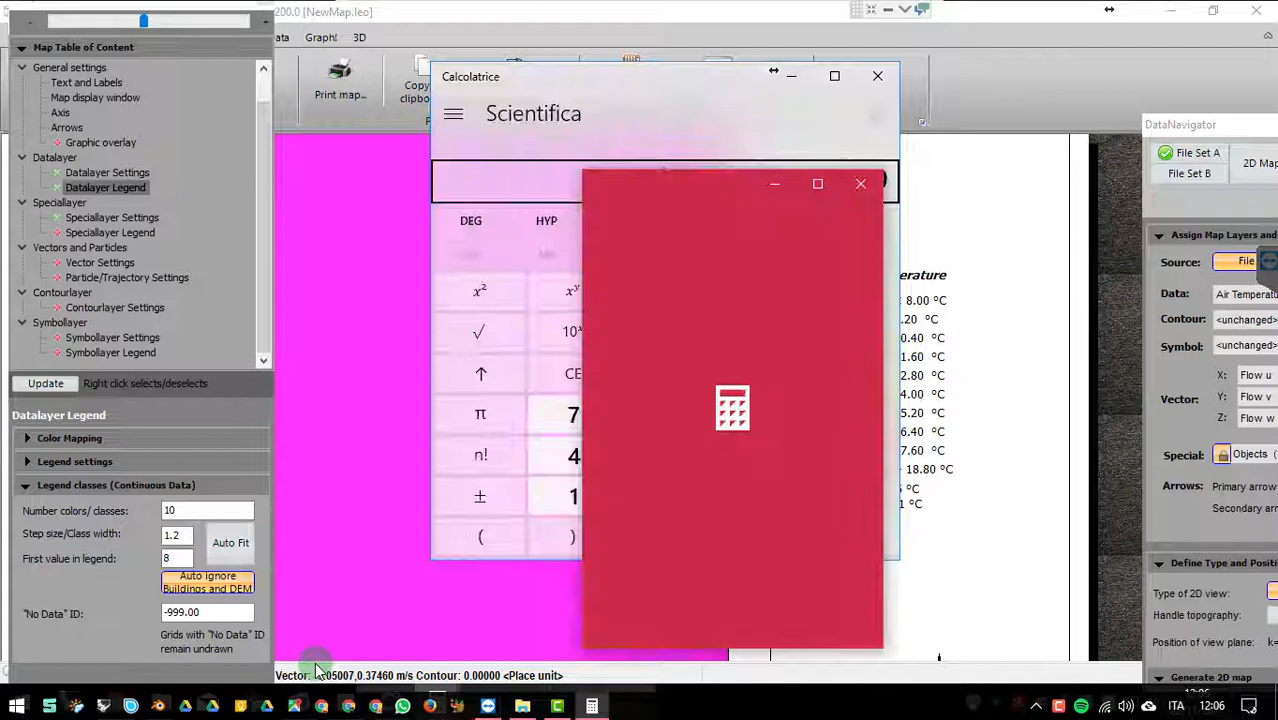 200.0 [NewMap.leo]
Map Table of Content
General settings
Text and Labels
Map display window
Axis
Arrows
Graphic overlay
Datalayer
Datalayer Settings
Datalayer Legend
Speciallayer
Speciallayer Settings
Speciallayer Legend
Vectors and Particles
Vector Settings
Particle/Trajectory Settings
Contourlayer
Contourlayer Settings
Symbollayer
Symbollayer Settings
Symbollayer Legend
Update Right click selects/deselects
Datalayer Legend
Color Mapping
Legend settings
Legend classes (Continuous Data)
Number colors/ classes: 10
Step size/Class width: 1.2
Auto Fit
First value in legend: 8
Auto ignore
Buildings and DEM
"No Data" ID: -999.00
Grids with "No Data" ID
remain undrawn
Graph! 3D
Print map...
Copy
clipb
Calcolatrice
Scientifica
DEG HYP
x² xʸ
√ 10ˣ
↑ CE
π 7
n! 4
± 1
( )
erature
8.00 °C
.20 °C
0.40 °C
1.60 °C
2.80 °C
4.00 °C
5.20 °C
6.40 °C
7.60 °C
18.80 °C
°C
1 °C
DataNavigator
File Set A
File Set B
2D Map
Assign Map Layers and
Source: File
Data: Air Temperatu
Contour: <unchanged>
Symbol: <unchanged>
X: Flow u
Vector: Y: Flow v
Z: Flow w
Special: Objects (
Arrows: Primary arrow
Secondary arrow
Define Type and Positi
Type of 2D view:
Handle topography:
Position of view plane:
Generate 2D map
Vector: 05007,0.37460 m/s Contour: 0.00000 <Place unit>
ITA 12:06